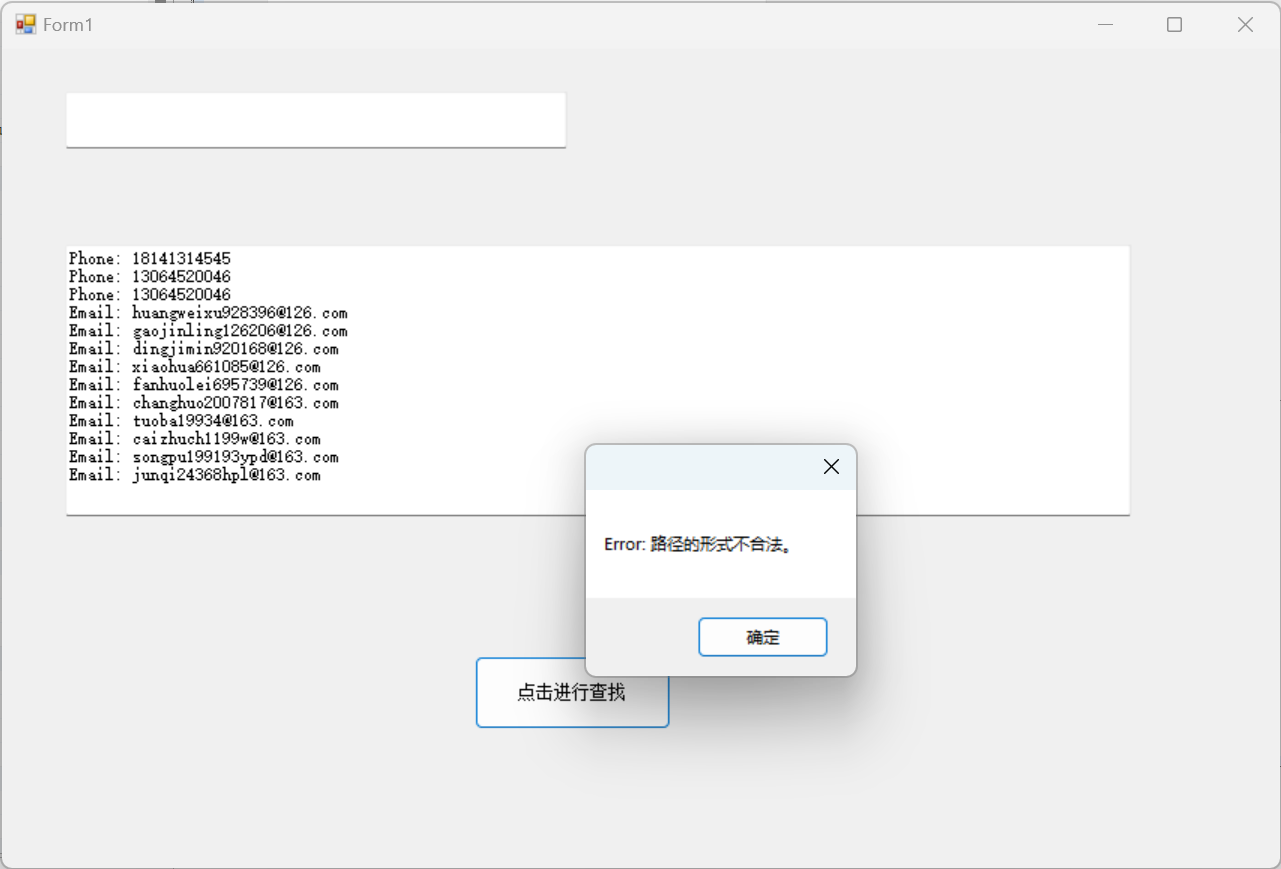 Form1
Phone: 18141314545
Phone: 13064520046
Phone: 13064520046
Email: huangweixu928396@126.com
Email: gaojinling126206@126.com
Email: dingjimin920168@126.com
Email: xiaohua661085@126.com
Email: fanhuolei695739@126.com
Email: changhuo2007817@163.com
Email: tuoba19934@163.com
Email: caizhuch1199w@163.com
Email: songpu199193ypd@163.com
Email: junqi24368hpl@163.com
Error: 路径的形式不合法。
确定
点击进行查找